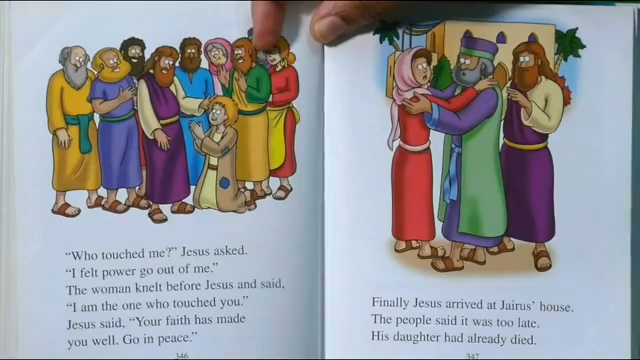 "Who touched me?" Jesus asked.
"I felt power go out of me."
The woman knelt before Jesus and said,
"I am the one who touched you."
Jesus said, "Your faith has made
you well. Go in peace."
346
Finally Jesus arrived at Jairus' house.
The people said it was too late.
His daughter had already died.
347